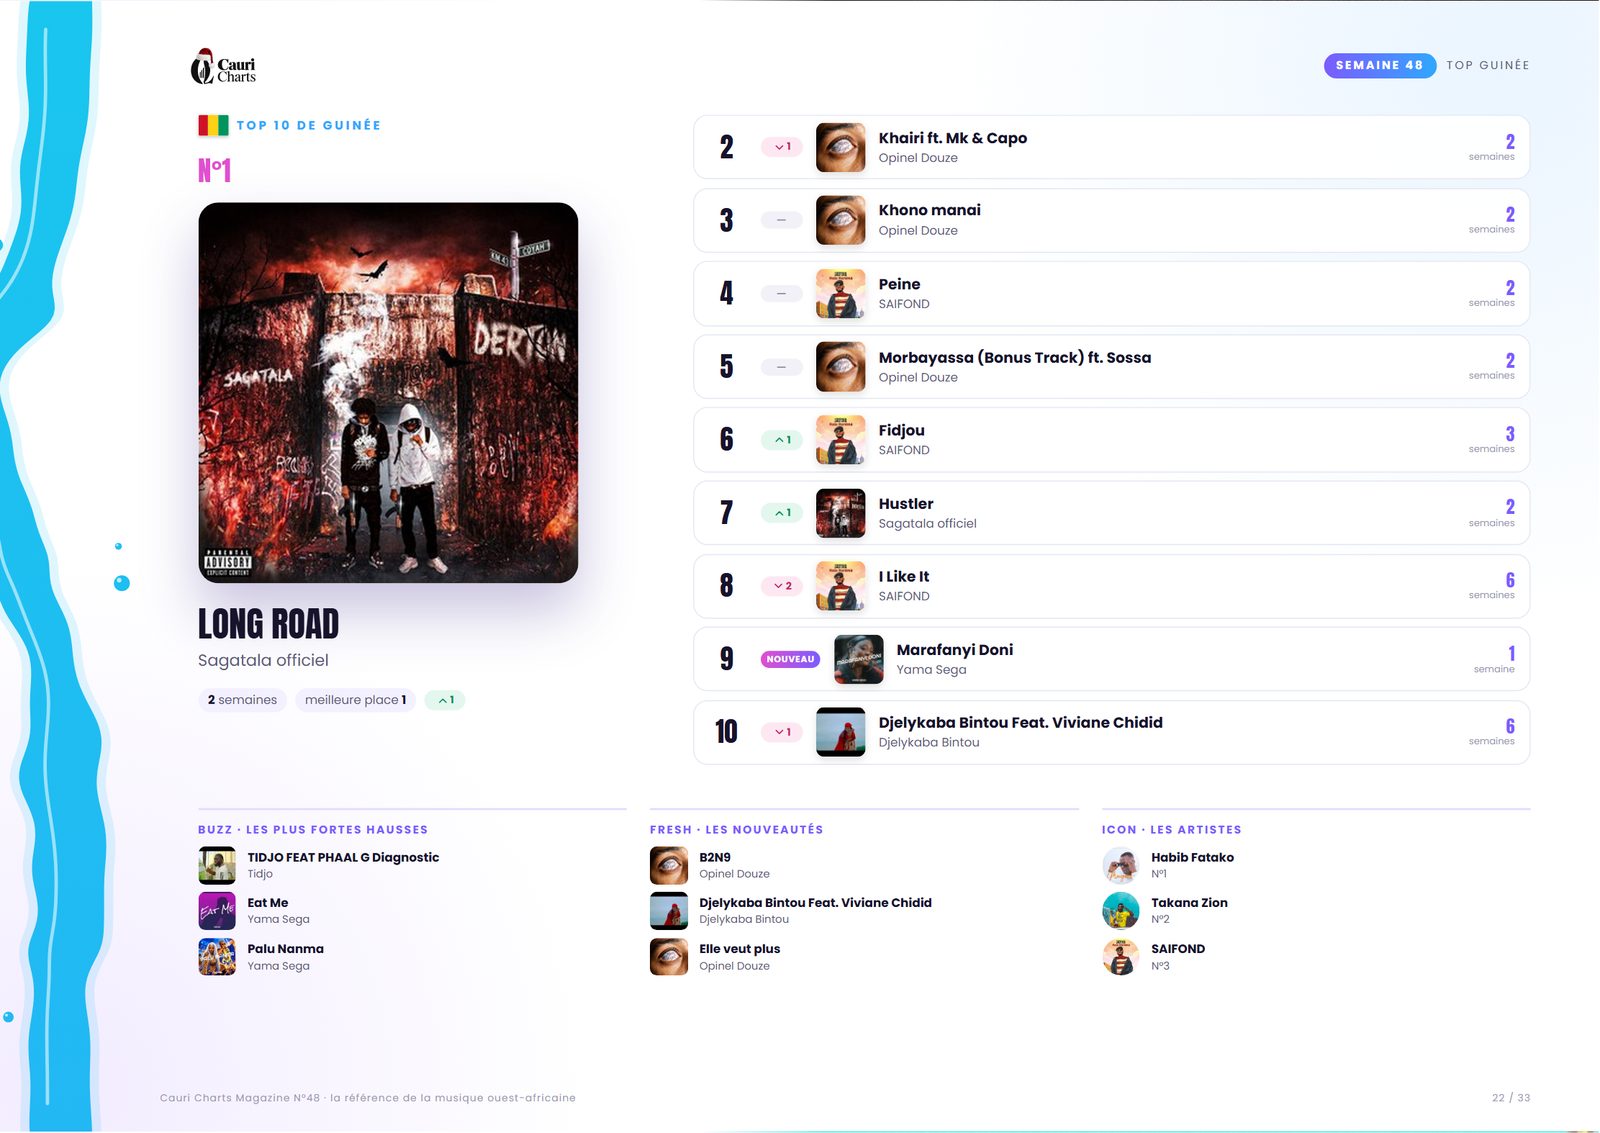 Cauri
Charts
SEMAINE 48 TOP GUINÉE
TOP 10 DE GUINÉE
N°1
KM 4
COYAH
SAGATALA
PARENTAL
ADVISORY
EXPLICIT CONTENT
LONG ROAD
Sagatala officiel
2 semaines meilleure place 1 1
2 1 Khairi ft. Mk & Capo
Opinel Douze
2
semaines
3 – Khono manai
Opinel Douze
2
semaines
4 – Peine
SAIFOND
2
semaines
5 – Morbayassa (Bonus Track) ft. Sossa
Opinel Douze
2
semaines
6 1 Fidjou
SAIFOND
3
semaines
7 1 Hustler
Sagatala officiel
2
semaines
8 2 I Like It
SAIFOND
6
semaines
9 NOUVEAU Marafanyi Doni
Yama Sega
1
semaine
10 1 Djelykaba Bintou Feat. Viviane Chidid
Djelykaba Bintou
6
semaines
BUZZ · LES PLUS FORTES HAUSSES
TIDJO FEAT PHAAL G Diagnostic
Tidjo
Eat Me
Yama Sega
Palu Nanma
Yama Sega
FRESH · LES NOUVEAUTÉS
B2N9
Opinel Douze
Djelykaba Bintou Feat. Viviane Chidid
Djelykaba Bintou
Elle veut plus
Opinel Douze
ICON · LES ARTISTES
Habib Fatako
N°1
Takana Zion
N°2
SAIFOND
N°3
Cauri Charts Magazine N°48 · la référence de la musique ouest-africaine
22 / 33